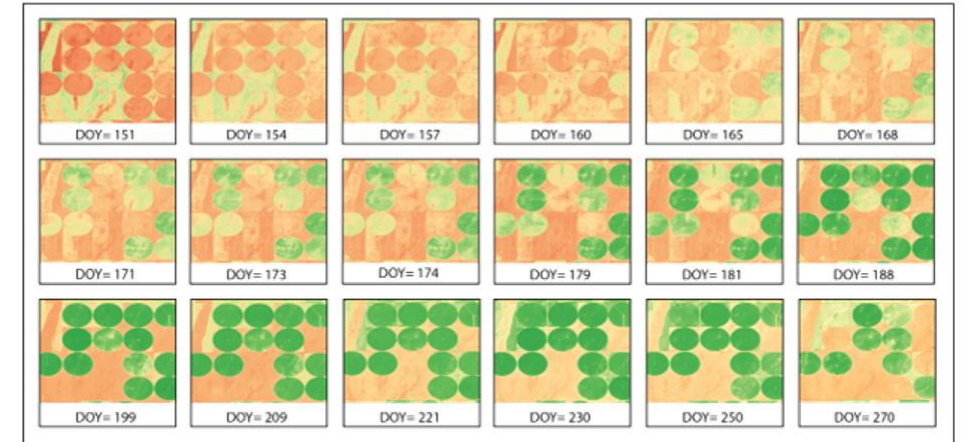 DOY= 151 DOY= 154 DOY= 157 DOY= 160 DOY= 165 DOY= 168
DOY= 171 DOY= 173 DOY= 174 DOY= 179 DOY= 181 DOY= 188
DOY= 199 DOY= 209 DOY= 221 DOY= 230 DOY= 250 DOY= 270